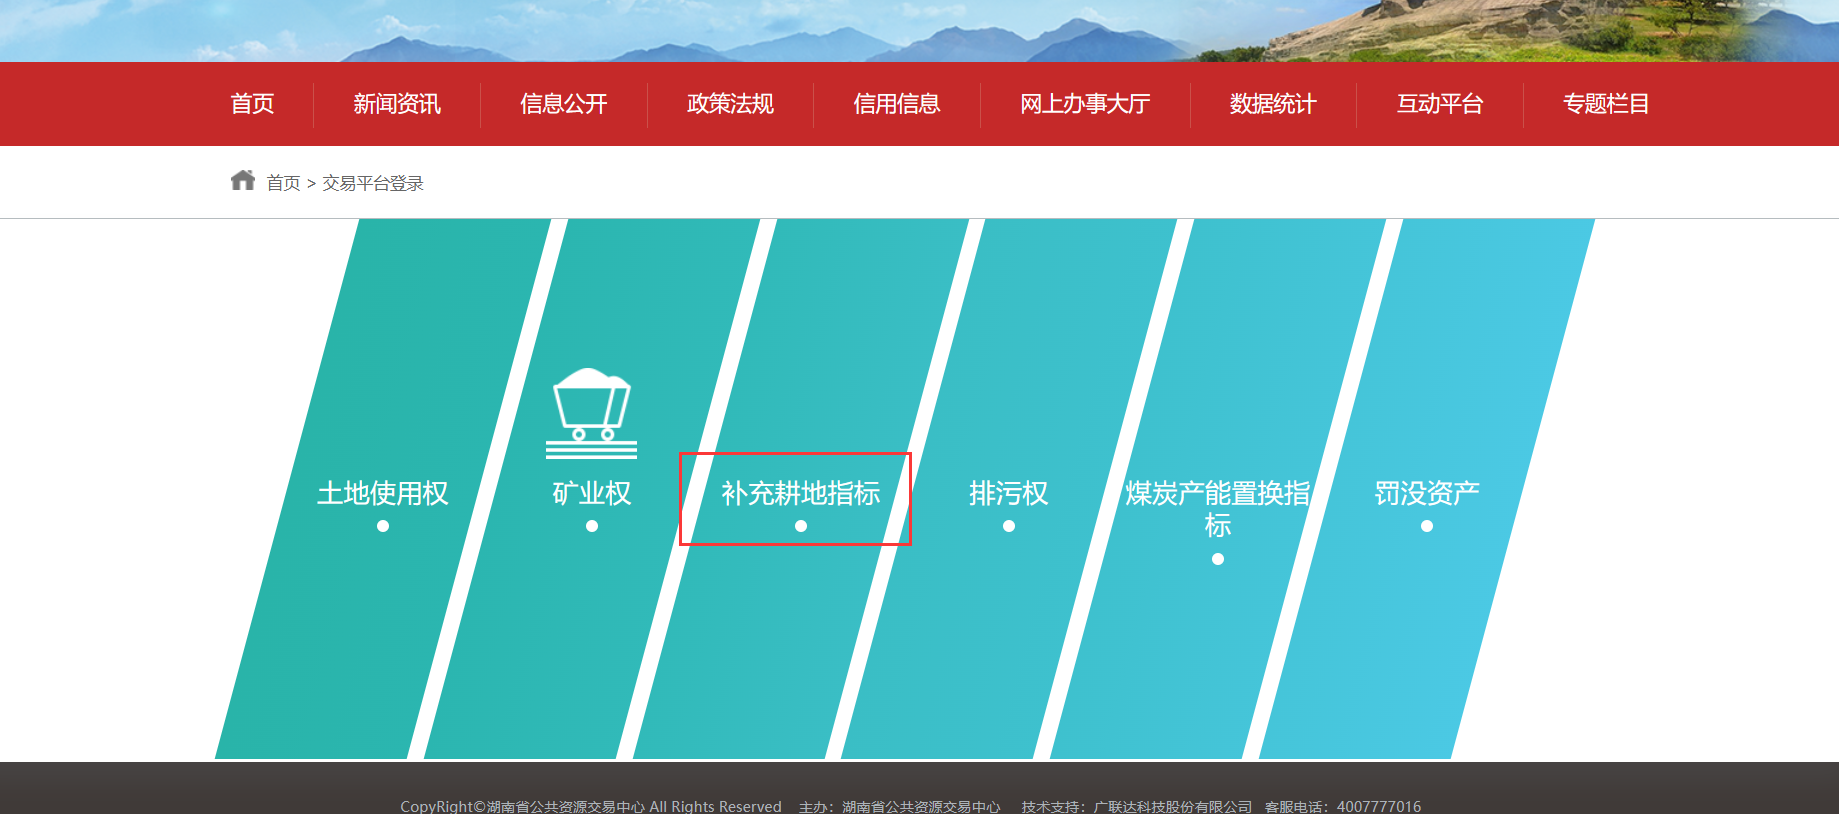 首页 新闻资讯 信息公开 政策法规 信用信息 网上办事大厅 数据统计 互动平台 专题栏目
首页 > 交易平台登录
土地使用权
矿业权
补充耕地指标
排污权
煤炭产能置换指
标
罚没资产
CopyRight©湖南省公共资源交易中心 All Rights Reserved 主办：湖南省公共资源交易中心 技术支持：广联达科技股份有限公司 客服电话：4007777016